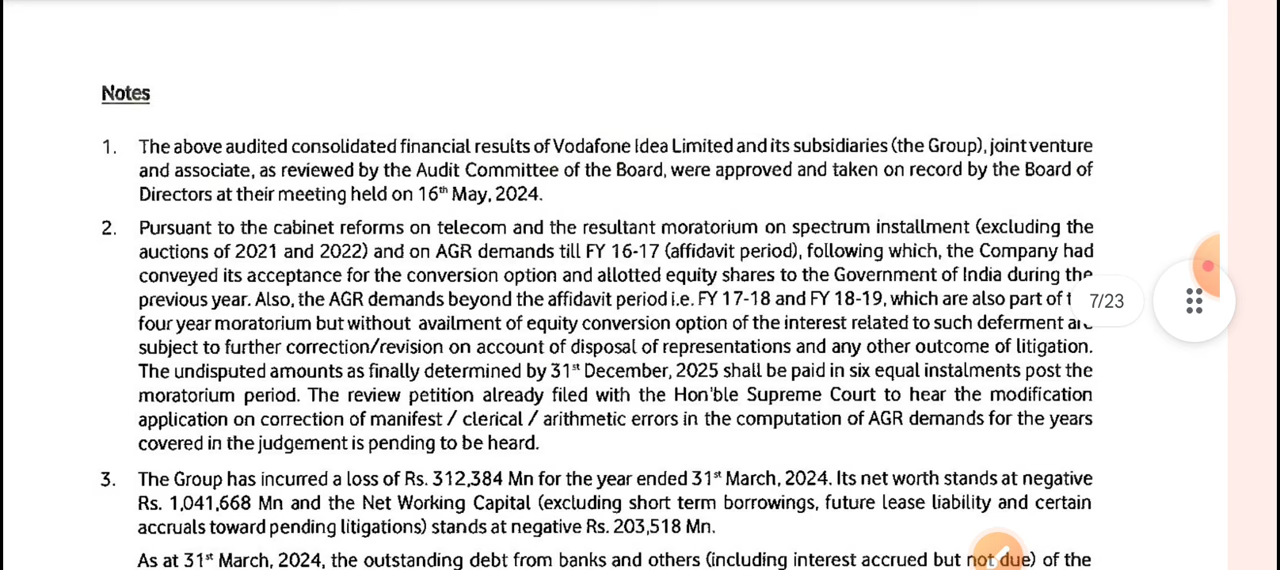 Notes
1. The above audited consolidated financial results of Vodafone Idea Limited and its subsidiaries (the Group), joint venture
and associate, as reviewed by the Audit Committee of the Board, were approved and taken on record by the Board of
Directors at their meeting held on 16th May, 2024.
2. Pursuant to the cabinet reforms on telecom and the resultant moratorium on spectrum installment (excluding the
auctions of 2021 and 2022) and on AGR demands till FY 16-17 (affidavit period), following which, the Company had
conveyed its acceptance for the conversion option and allotted equity shares to the Government of India during the
previous year. Also, the AGR demands beyond the affidavit period i.e. FY 17-18 and FY 18-19, which are also part of
7/23
four year moratorium but without availment of equity conversion option of the interest related to such deferment
subject to further correction/revision on account of disposal of representations and any other outcome of litigation.
The undisputed amounts as finally determined by 31st December, 2025 shall be paid in six equal instalments post the
moratorium period. The review petition already filed with the Hon'ble Supreme Court to hear the modification
application on correction of manifest / clerical / arithmetic errors in the computation of AGR demands for the years
covered in the judgement is pending to be heard.
3. The Group has incurred a loss of Rs. 312,384 Mn for the year ended 31st March, 2024. Its net worth stands at negative
Rs. 1,041,668 Mn and the Net Working Capital (excluding short term borrowings, future lease liability and certain
accruals toward pending litigations) stands at negative Rs. 203,518 Mn.
As at 31st March, 2024, the outstanding debt from banks and others (including interest accrued but not due) of the